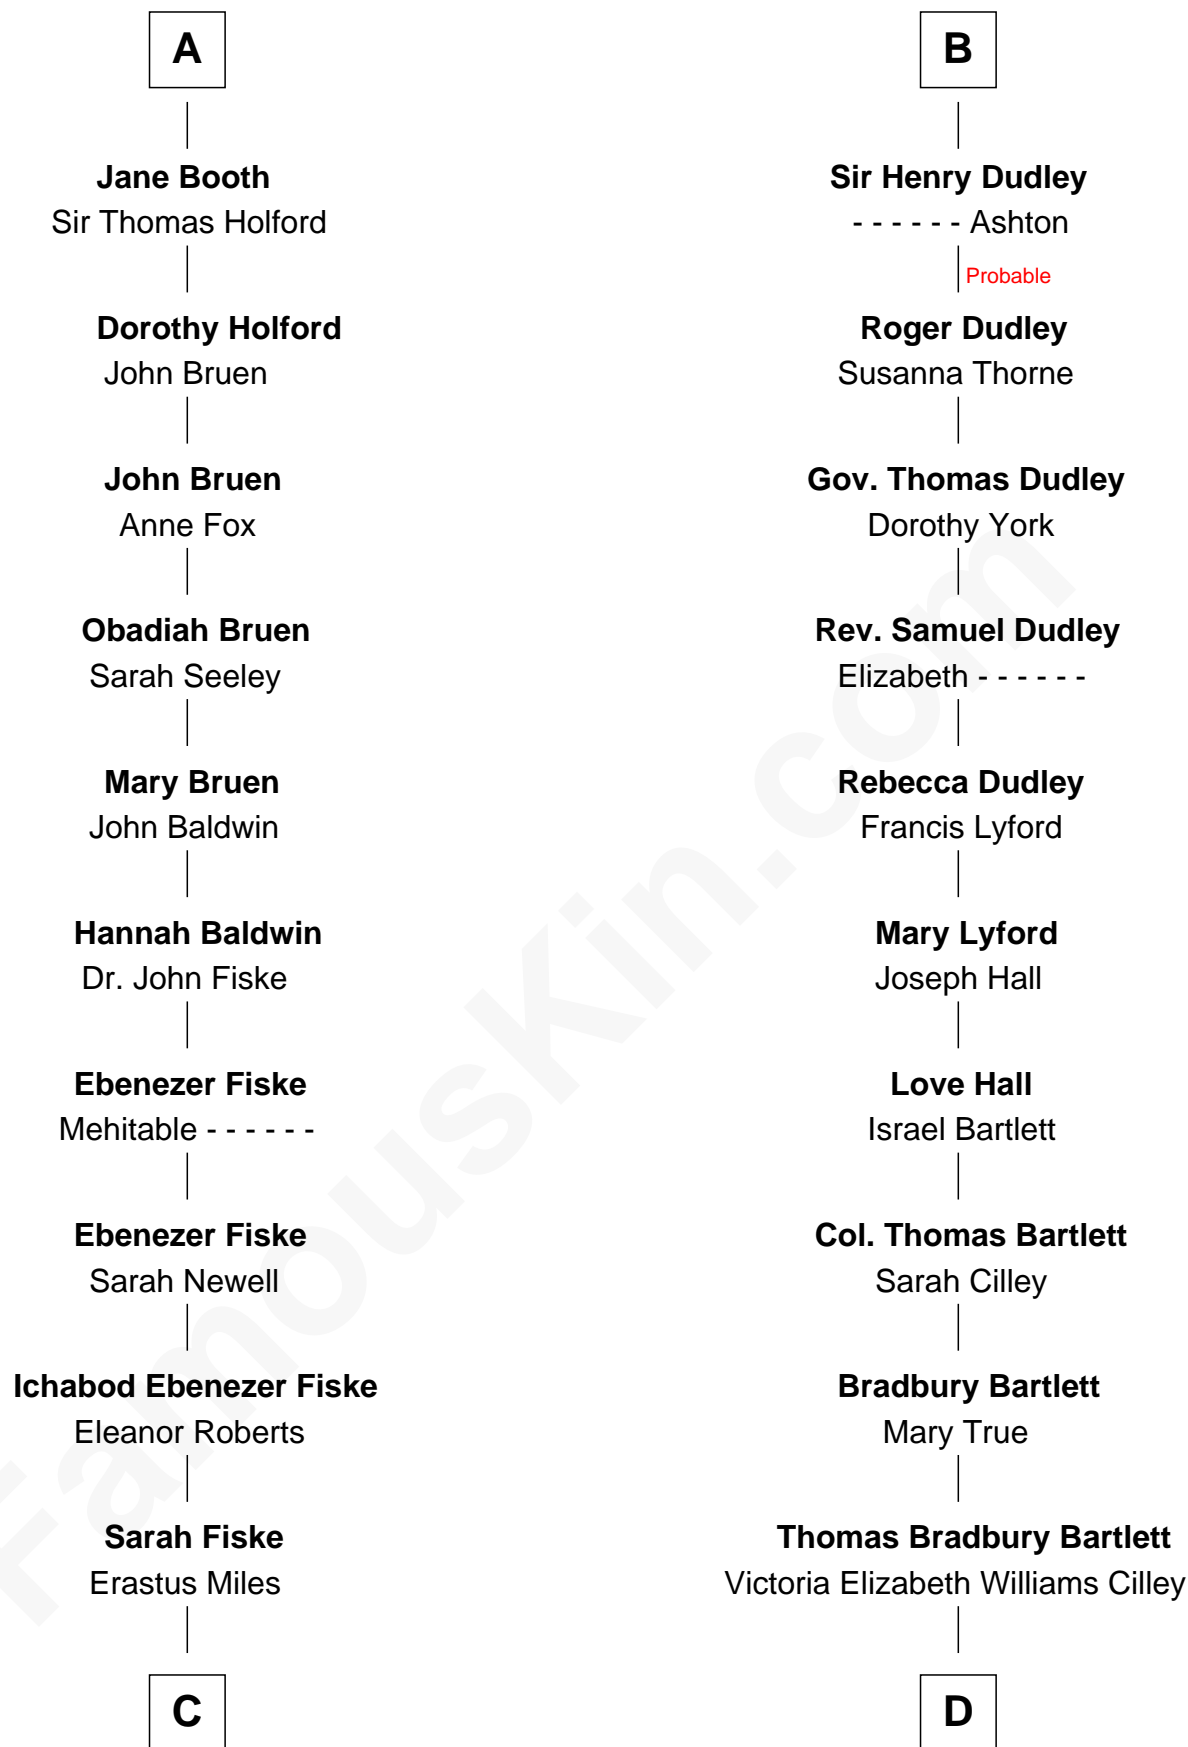 A
Jane Booth
Sir Thomas Holford
Dorothy Holford
John Bruen
John Bruen
Anne Fox
Obadiah Bruen
Sarah Seeley
Mary Bruen
John Baldwin
Hannah Baldwin
Dr. John Fiske
Ebenezer Fiske
Mehitable - - - - - -
Ebenezer Fiske
Sarah Newell
Ichabod Ebenezer Fiske
Eleanor Roberts
Sarah Fiske
Erastus Miles
C
B
Sir Henry Dudley
- - - - - - Ashton
Probable
Roger Dudley
Susanna Thorne
Gov. Thomas Dudley
Dorothy York
Rev. Samuel Dudley
Elizabeth - - - - - -
Rebecca Dudley
Francis Lyford
Mary Lyford
Joseph Hall
Love Hall
Israel Bartlett
Col. Thomas Bartlett
Sarah Cilley
Bradbury Bartlett
Mary True
Thomas Bradbury Bartlett
Victoria Elizabeth Williams Cilley
D
FamousKin.com